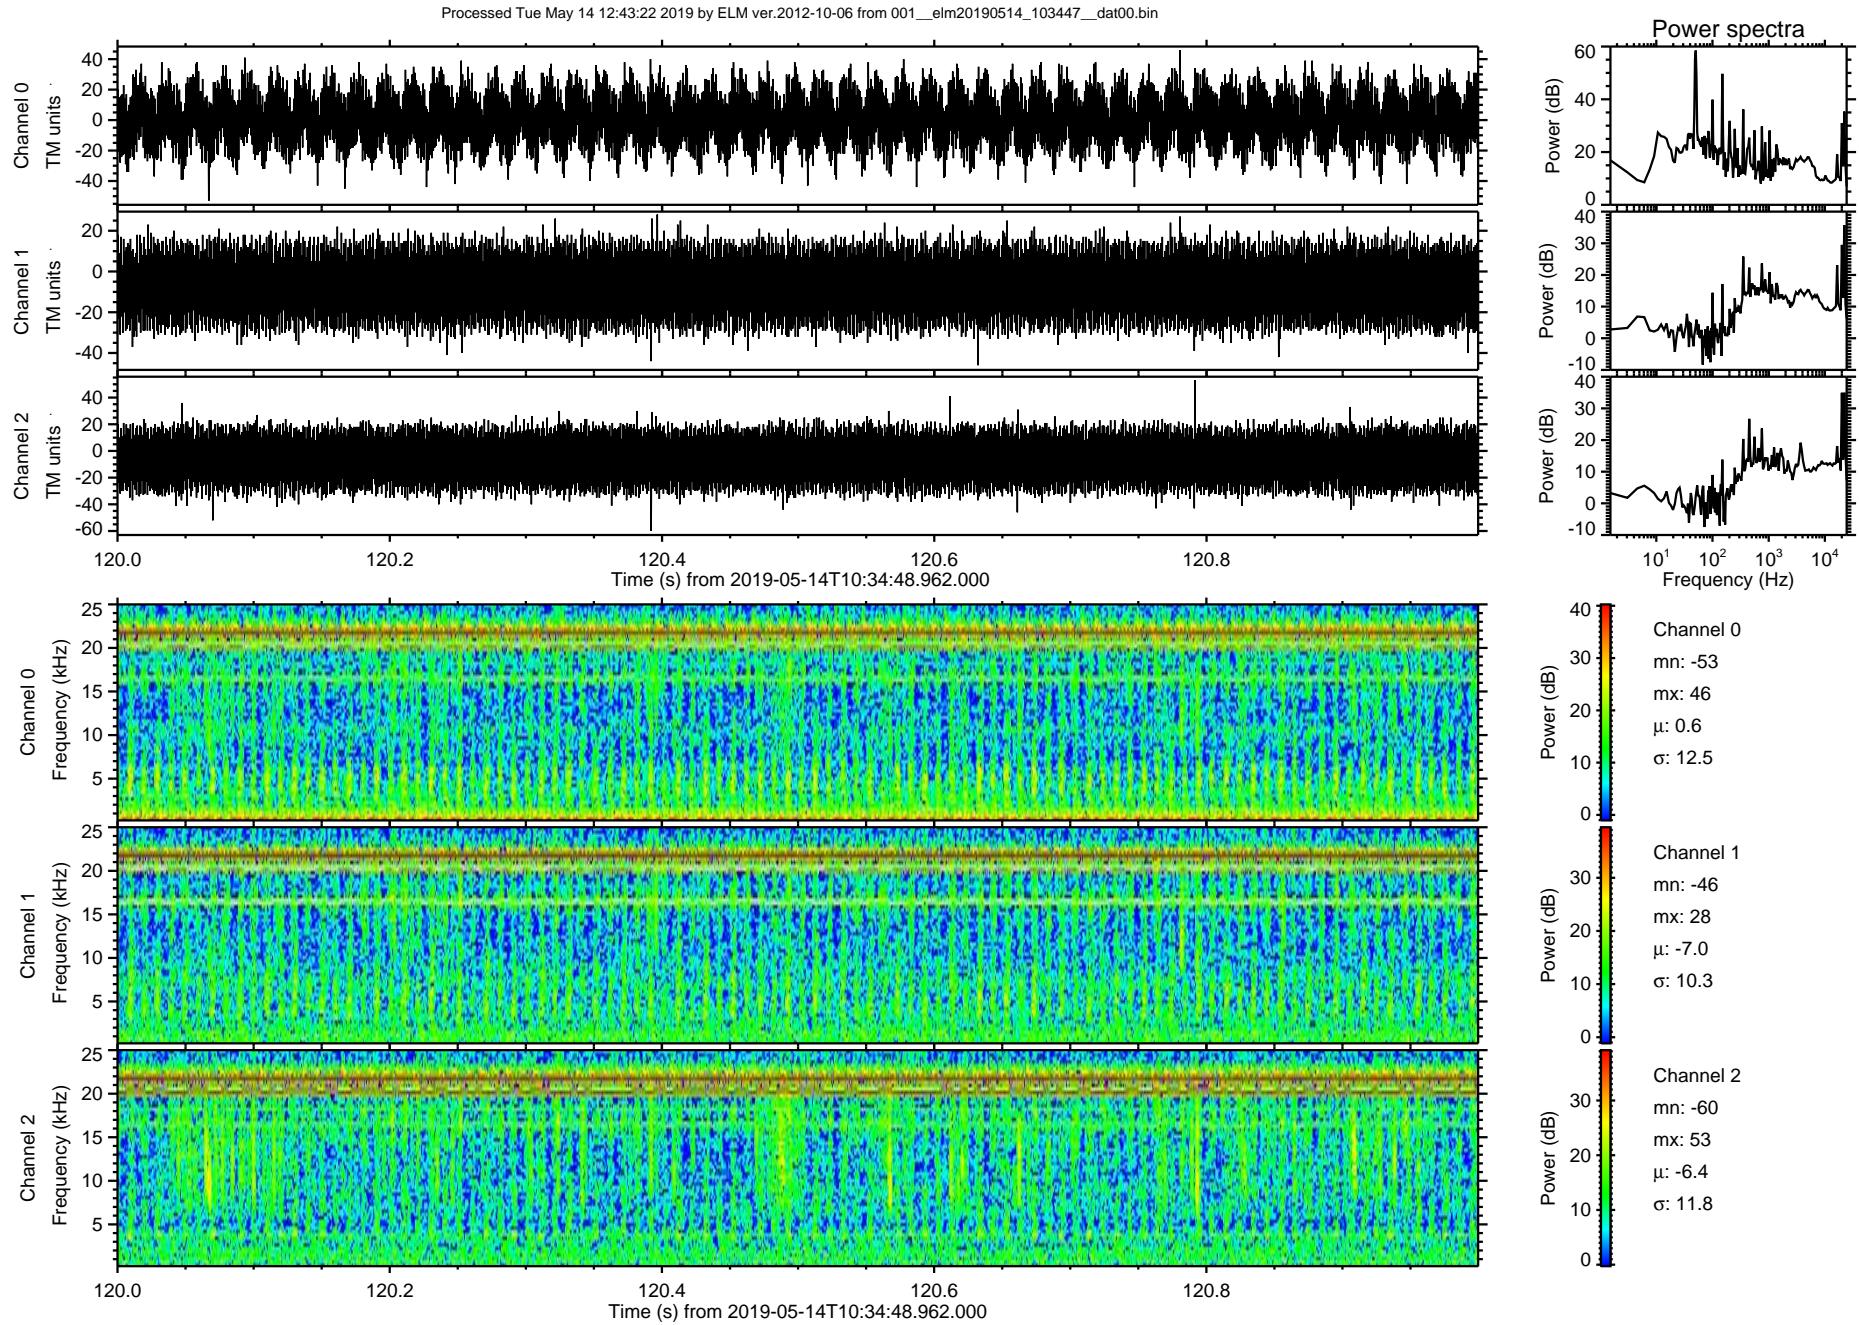 Processed Tue May 14 12:43:22 2019 by ELM ver.2012-10-06 from 001__elm20190514_103447__dat00.bin
Power spectra
Channel 0
TM units
40
20
0
-20
-40
Power (dB)
60
40
20
0
Channel 1
TM units
20
0
-20
-40
Power (dB)
40
30
20
10
0
-10
Channel 2
TM units
40
20
0
-20
-40
-60
Power (dB)
40
30
20
10
0
-10
120.0 120.2 120.4 120.6 120.8
Time (s) from 2019-05-14T10:34:48.962.000
10¹ 10² 10³ 10⁴
Frequency (Hz)
Channel 0
Frequency (kHz)
25
20
15
10
5
Power (dB)
40
30
20
10
0
Channel 0
mn: -53
mx: 46
µ: 0.6
σ: 12.5
Channel 1
Frequency (kHz)
25
20
15
10
5
Power (dB)
30
20
10
0
Channel 1
mn: -46
mx: 28
µ: -7.0
σ: 10.3
Channel 2
Frequency (kHz)
25
20
15
10
5
Power (dB)
30
20
10
0
Channel 2
mn: -60
mx: 53
µ: -6.4
σ: 11.8
120.0 120.2 120.4 120.6 120.8
Time (s) from 2019-05-14T10:34:48.962.000